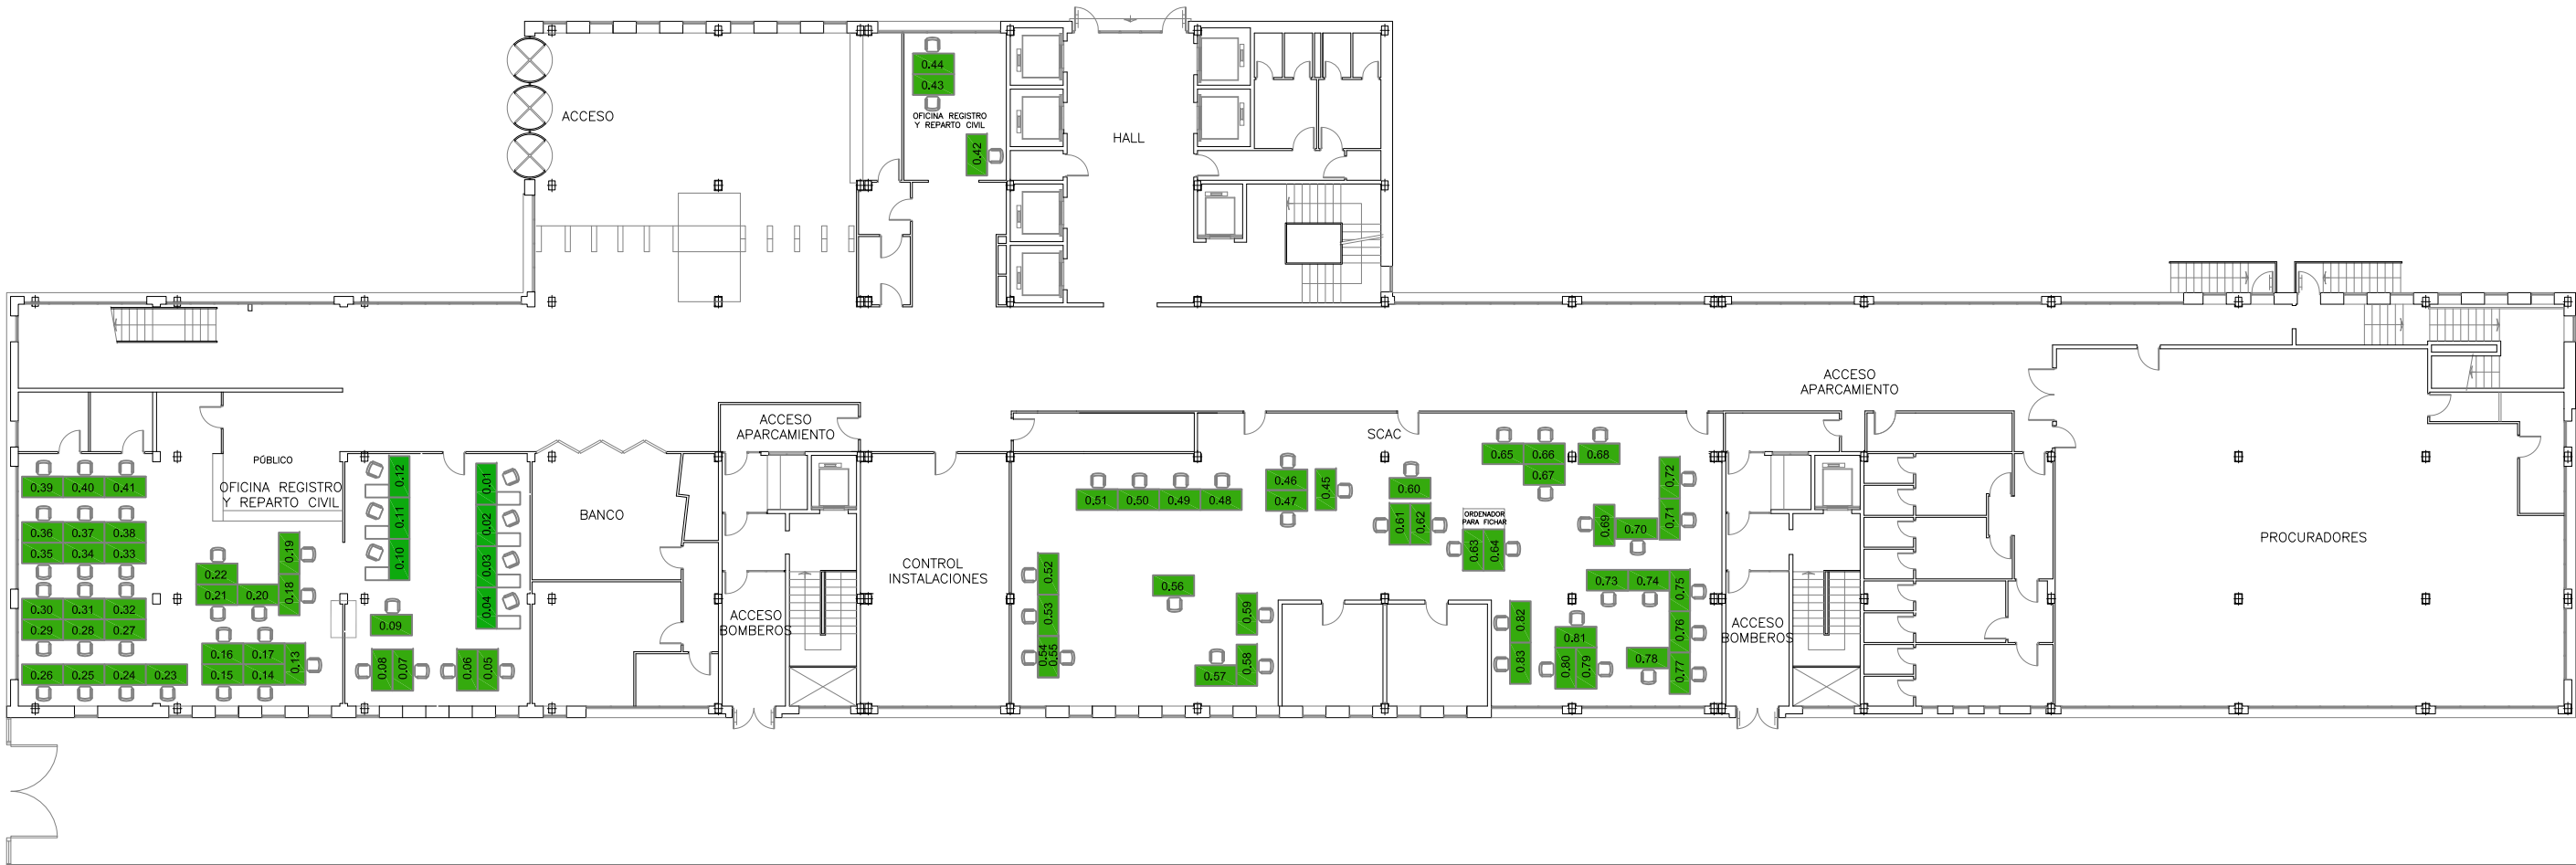 0.44
0.43
ACCESO
OFICINA REGISTRO
Y REPARTO CIVIL
0.42
HALL
ACCESO
APARCAMIENTO
ACCESO
APARCAMIENTO
SCAC
PÚBLICO
OFICINA REGISTRO
Y REPARTO CIVIL
0.39 0.40 0.41
0.36 0.37 0.38
0.35 0.34 0.33
0.30 0.31 0.32
0.29 0.28 0.27
0.26 0.25 0.24 0.23
0.22
0.21 0.20
0.19
0.18
0.16 0.17
0.15 0.14
0.13
0.12
0.11
0.10
0.01
0.02
0.03
0.04
0.09
0.08 0.07
0.06 0.05
BANCO
ACCESO
BOMBEROS
CONTROL
INSTALACIONES
0.51 0.50 0.49 0.48
0.46
0.47
0.45
0.52
0.53
0.54
0.55
0.56
0.59
0.58
0.57
0.60
0.61 0.62
ORDENADOR
PARA FICHAR
0.63 0.64
0.65 0.66
0.67
0.68
0.72
0.71
0.69
0.70
0.73 0.74
0.75
0.76
0.77
0.78
0.82
0.83
0.81
0.80 0.79
ACCESO
BOMBEROS
PROCURADORES